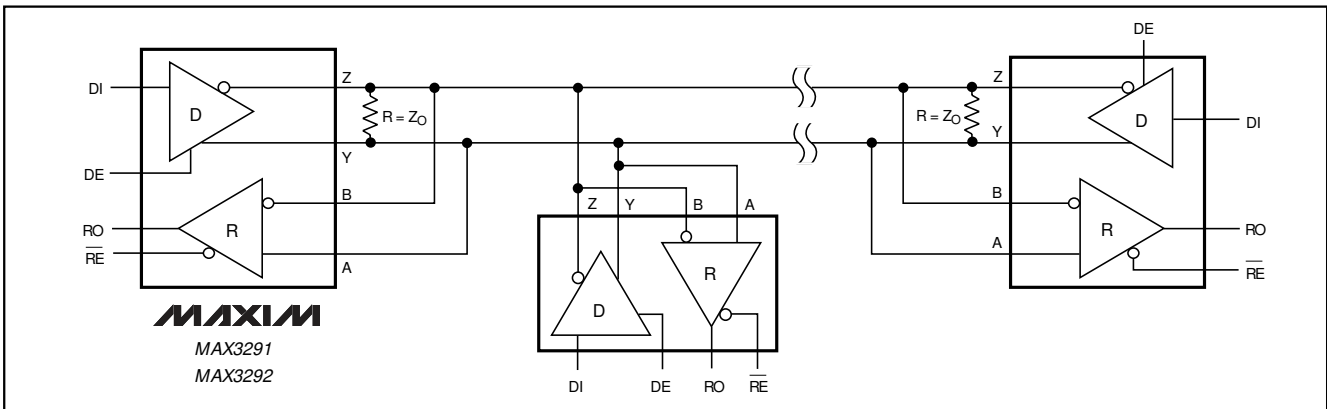 DE
DI
D
Z
R = ZO
Y
DE
B
RO
R
RE
A
MAXIM
MAX3291
MAX3292
Z
Y
B
A
D
R
DI
DE
RO
RE
Z
R = ZO
Y
D
DI
B
A
R
RO
RE